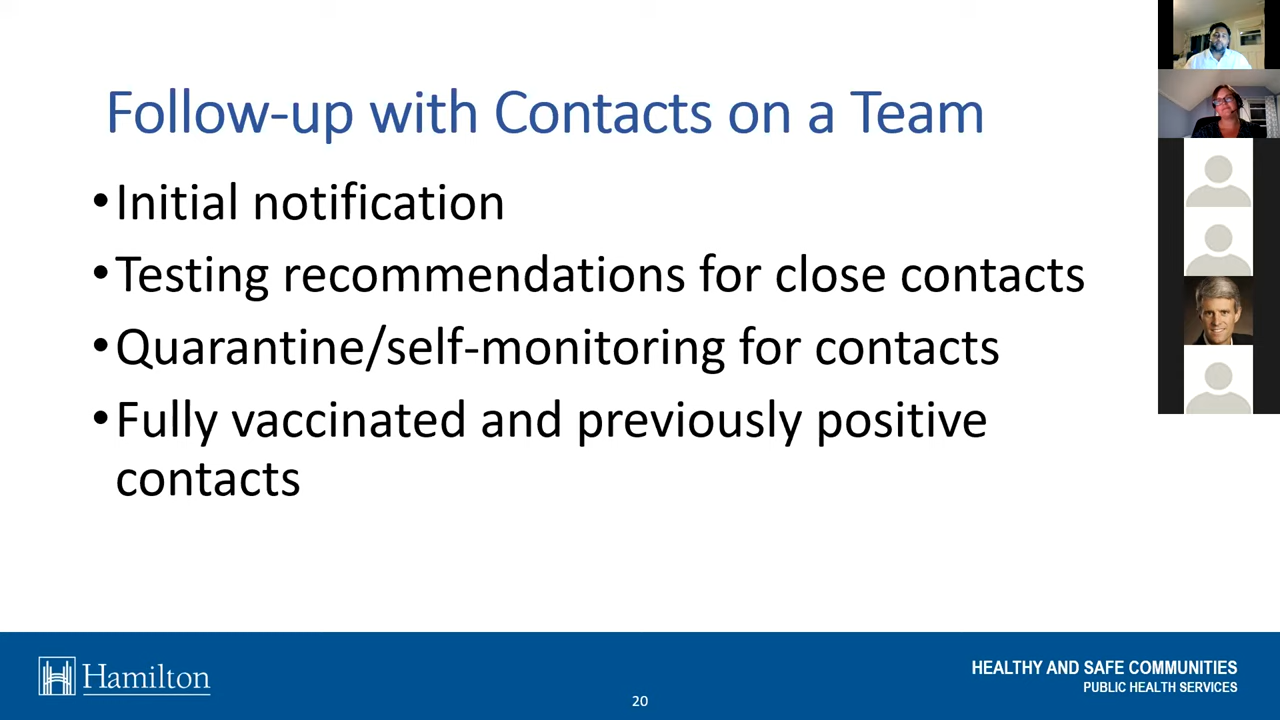 Follow-up with Contacts on a Team
•Initial notification
•Testing recommendations for close contacts
•Quarantine/self-monitoring for contacts
•Fully vaccinated and previously positive
contacts
Hamilton
20
HEALTHY AND SAFE COMMUNITIES
PUBLIC HEALTH SERVICES